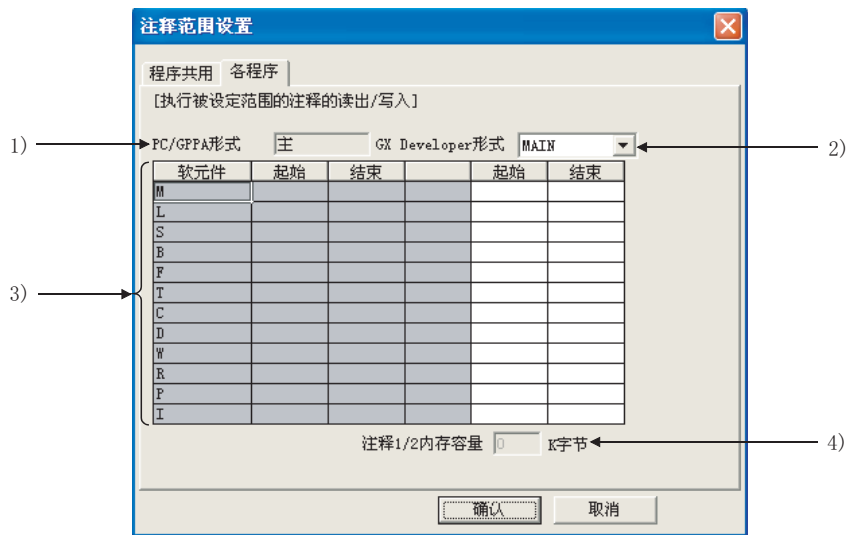 注释范围设置
程序共用 各程序
[执行被设定范围的注释的读出/写入]
1) PC/GPPA形式 主 GX Developer形式 MAIN 2)
软元件 起始 结束 起始 结束
M
L
S
B
F
3) T
C
D
W
R
P
I
注释1/2内存容量 0 K字节 4)
确认 取消